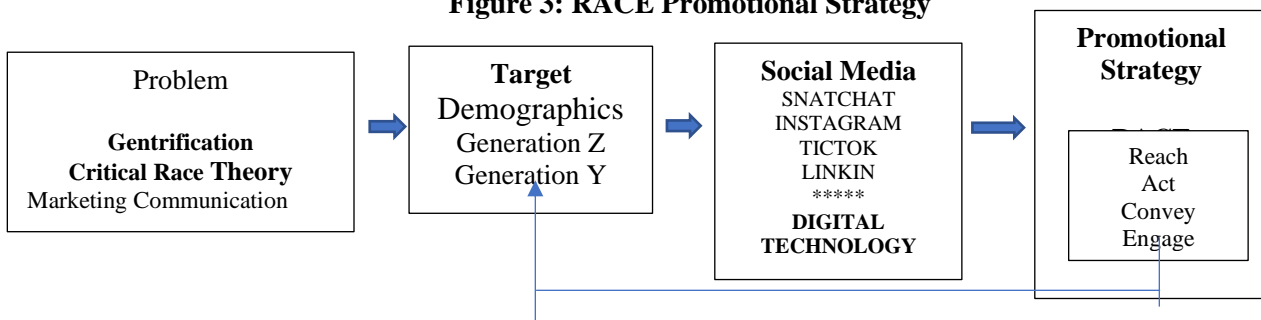 Figure 3: RACE Promotional Strategy
Problem
Gentrification
Critical Race Theory
Marketing Communication
Target
Demographics
Generation Z
Generation Y
Social Media
SNATCHAT
INSTAGRAM
TICTOK
LINKIN
*****
DIGITAL
TECHNOLOGY
Promotional
Strategy
Reach
Act
Convey
Engage